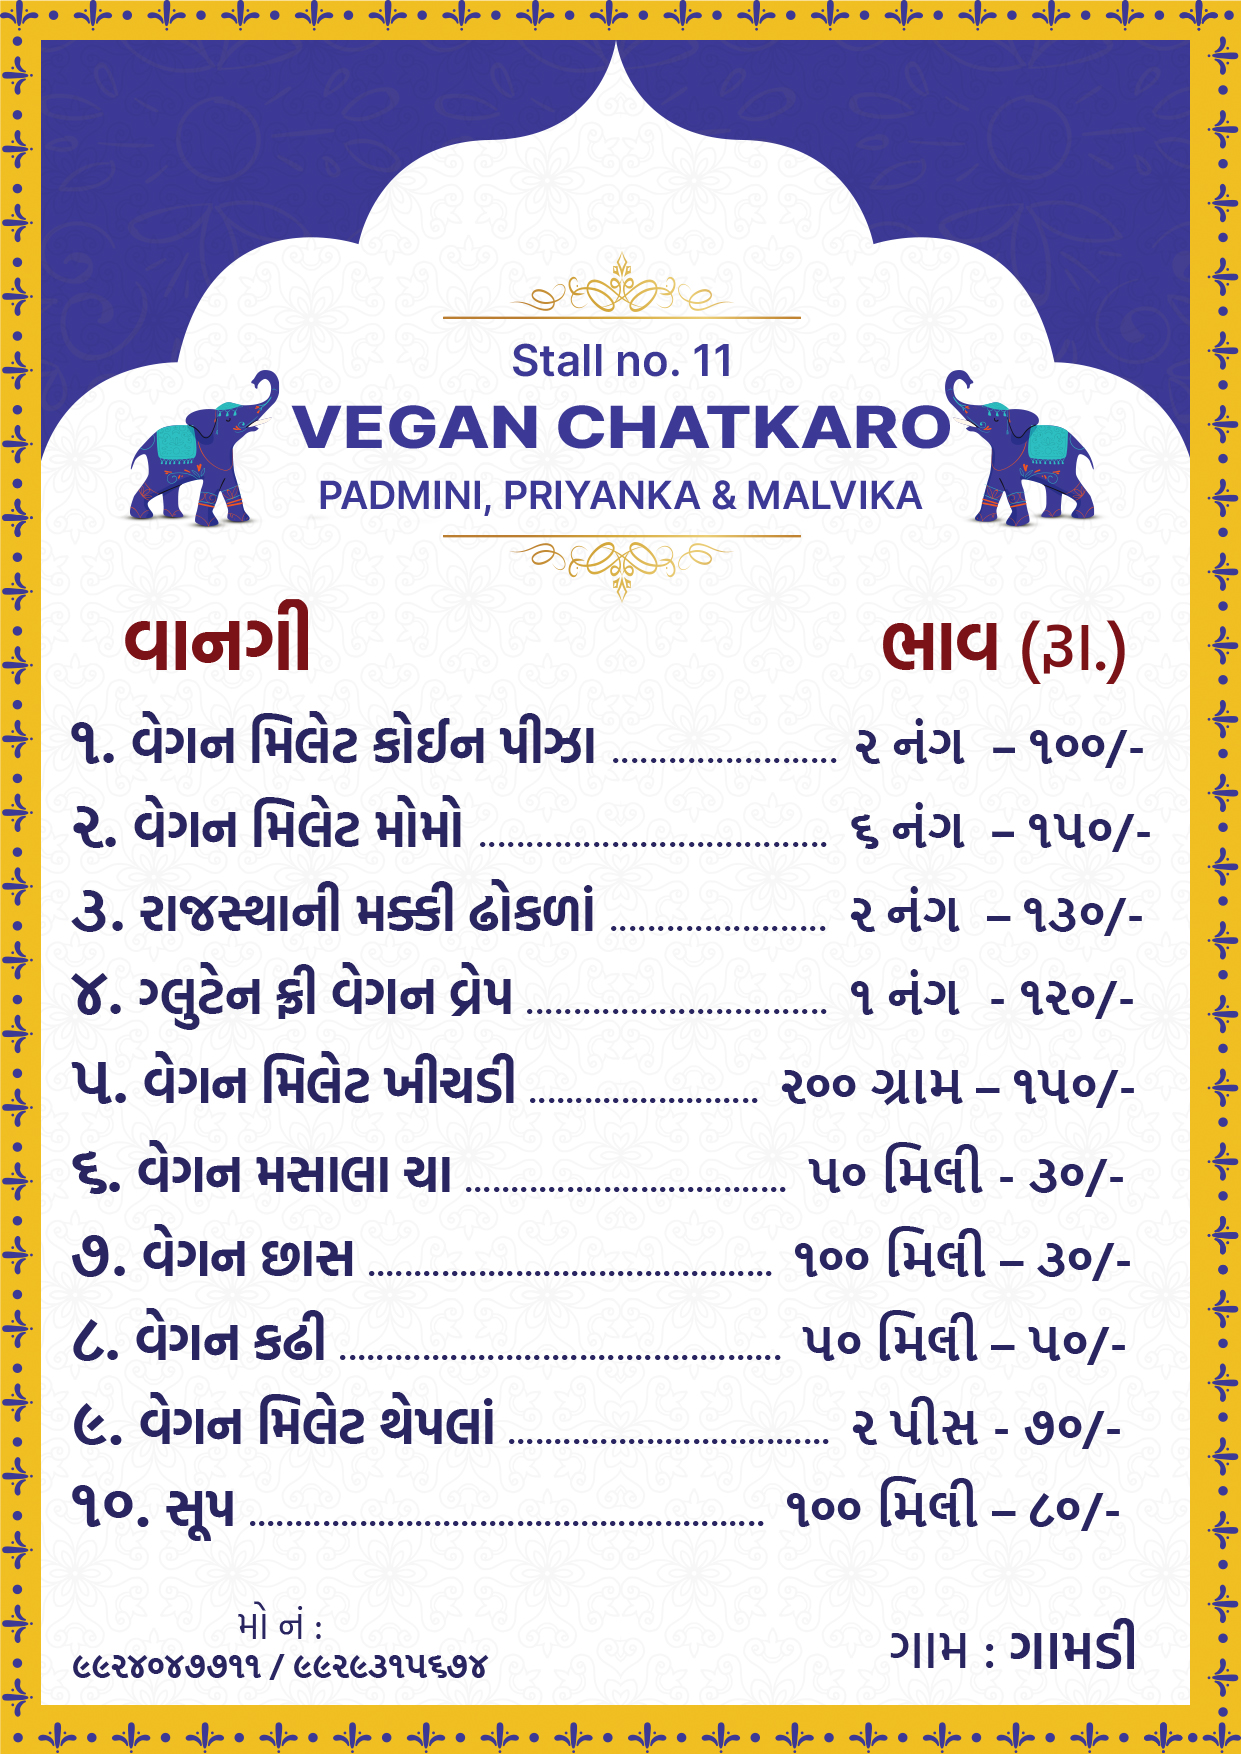 Stall no. 11
VEGAN CHATKARO
PADMINI, PRIYANKA & MALVIKA
વાનગી ભાવ (રૂા.)
૧. વેગન મિલેટ કોઈન પીઝા ........................ ૨ નંગ – ૧૦૦/-
૨. વેગન મિલેટ મોમો ..................................... ૬ નંગ – ૧૫૦/-
૩. રાજસ્થાની મક્કી ઢોકળાં ....................... ૨ નંગ – ૧૩૦/-
૪. ગ્લુટેન ફ્રી વેગન વ્રેપ ................................ ૧ નંગ - ૧૨૦/-
૫. વેગન મિલેટ ખીચડી ......................... ૨૦૦ ગ્રામ – ૧૫૦/-
૬. વેગન મસાલા ચા ................................... ૫૦ મિલી - ૩૦/-
૭. વેગન છાસ ........................................... ૧૦૦ મિલી – ૩૦/-
૮. વેગન કઢી ............................................... ૫૦ મિલી – ૫૦/-
૯. વેગન મિલેટ થેપલાં .................................. ૨ પીસ - ૭૦/-
૧૦. સૂપ ....................................................... ૧૦૦ મિલી – ૮૦/-
મો નં :
૯૯૨૪૦૪૭૭૧૧ / ૯૯૨૯૩૧૫૬૭૪
ગામ : ગામડી